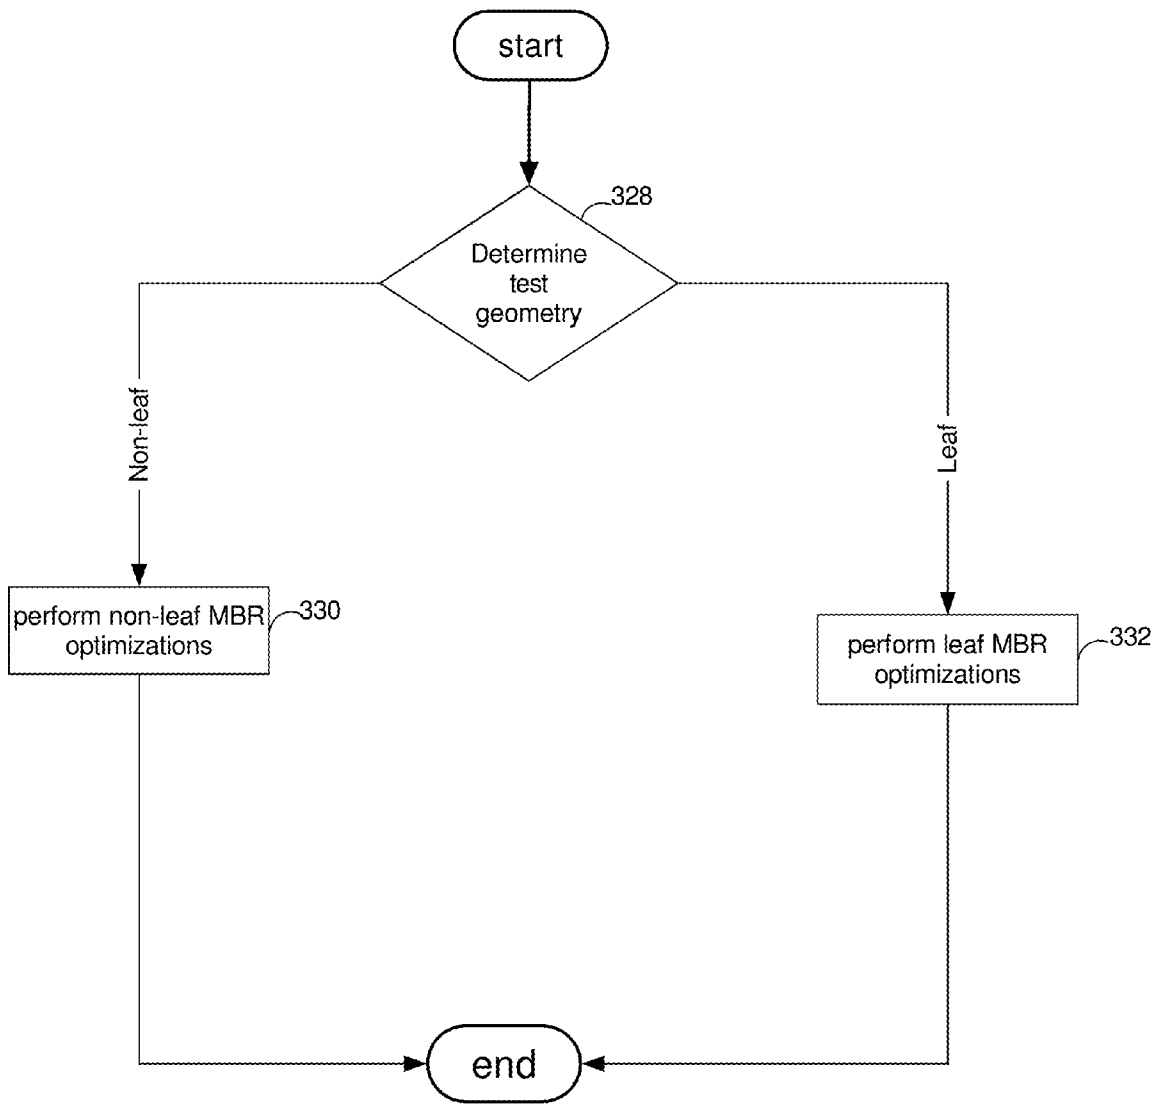 start
328
Determine
test
geometry
Non-leaf
Leaf
perform non-leaf MBR
optimizations
330
perform leaf MBR
optimizations
332
end